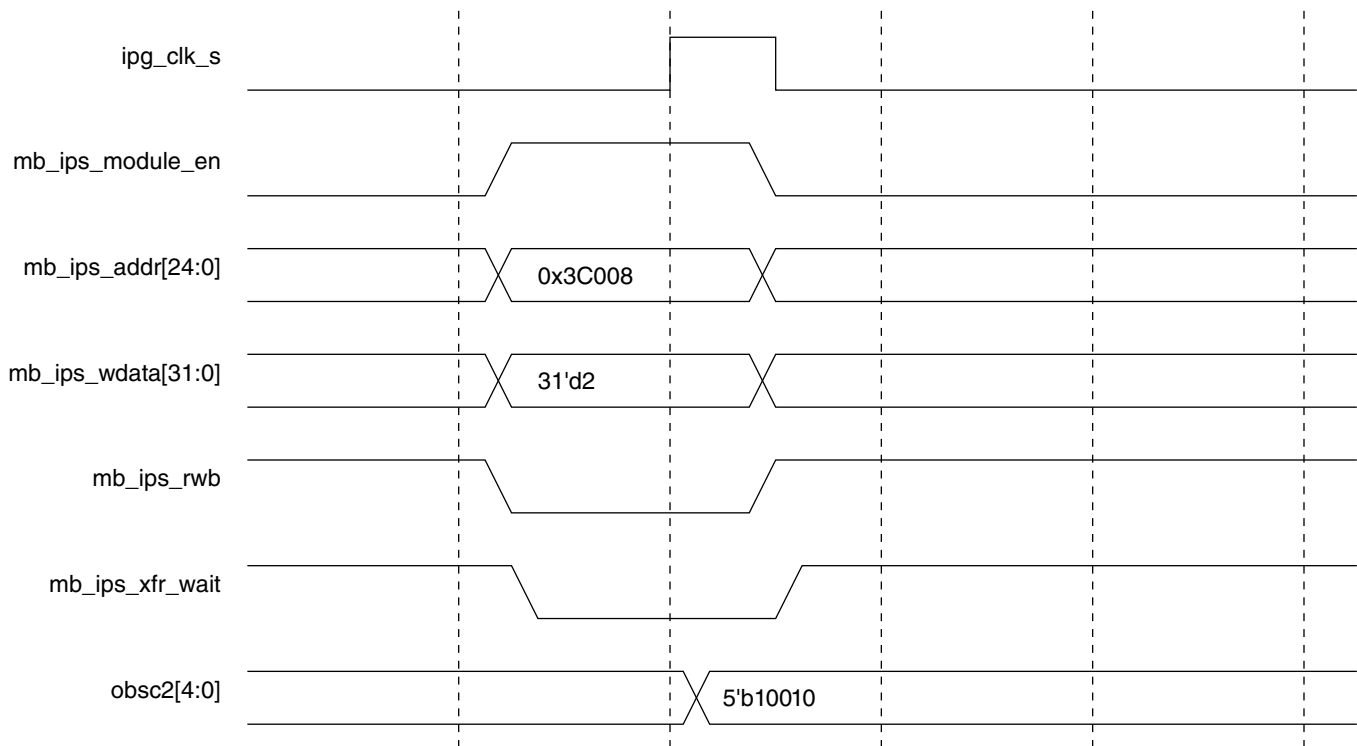 ipg_clk_s
mb_ips_module_en
mb_ips_addr[24:0]
0x3C008
mb_ips_wdata[31:0]
31'd2
mb_ips_rwb
mb_ips_xfr_wait
obsc2[4:0]
5'b10010